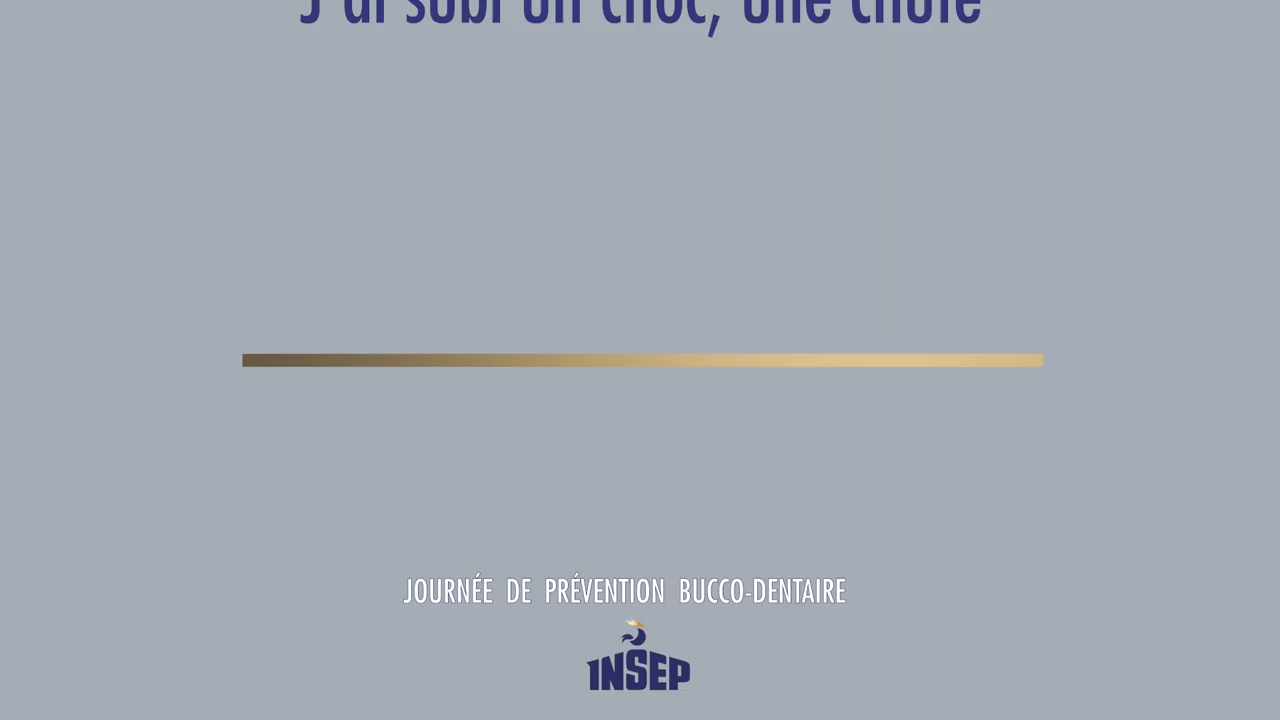 J'ai subi un choc, une chute
JOURNÉE DE PRÉVENTION BUCCO-DENTAIRE
INSEP